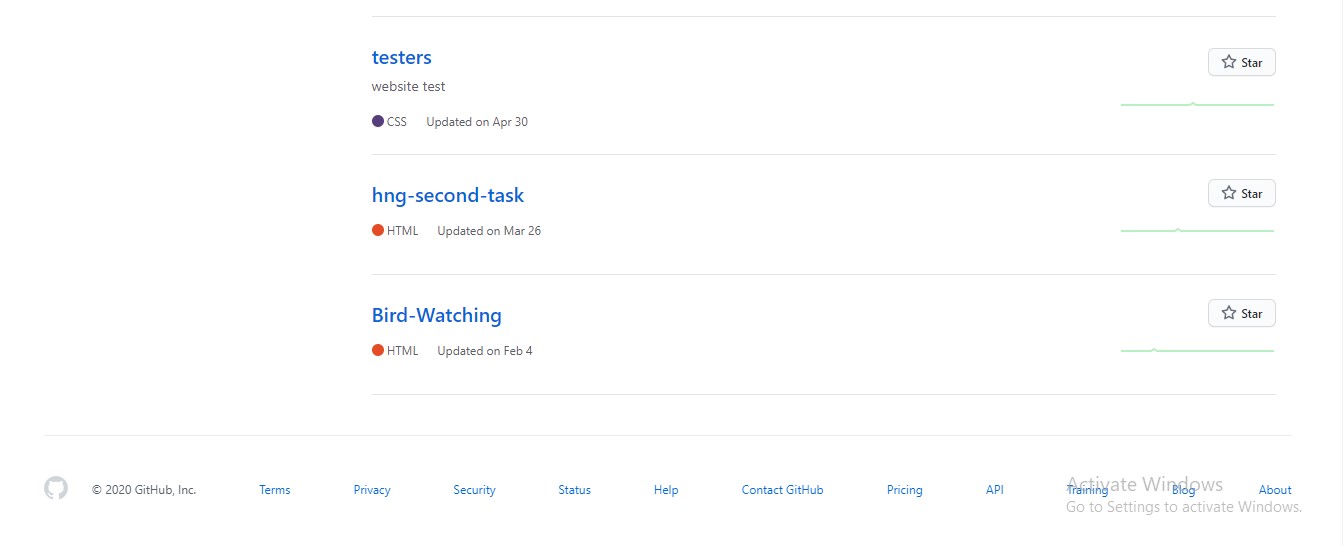 testers
Star
website test
CSS Updated on Apr 30
hng-second-task
Star
HTML Updated on Mar 26
Bird-Watching
Star
HTML Updated on Feb 4
© 2020 GitHub, Inc. Terms Privacy Security Status Help Contact GitHub Pricing API Training Blog About
Activate Windows
Go to Settings to activate Windows.